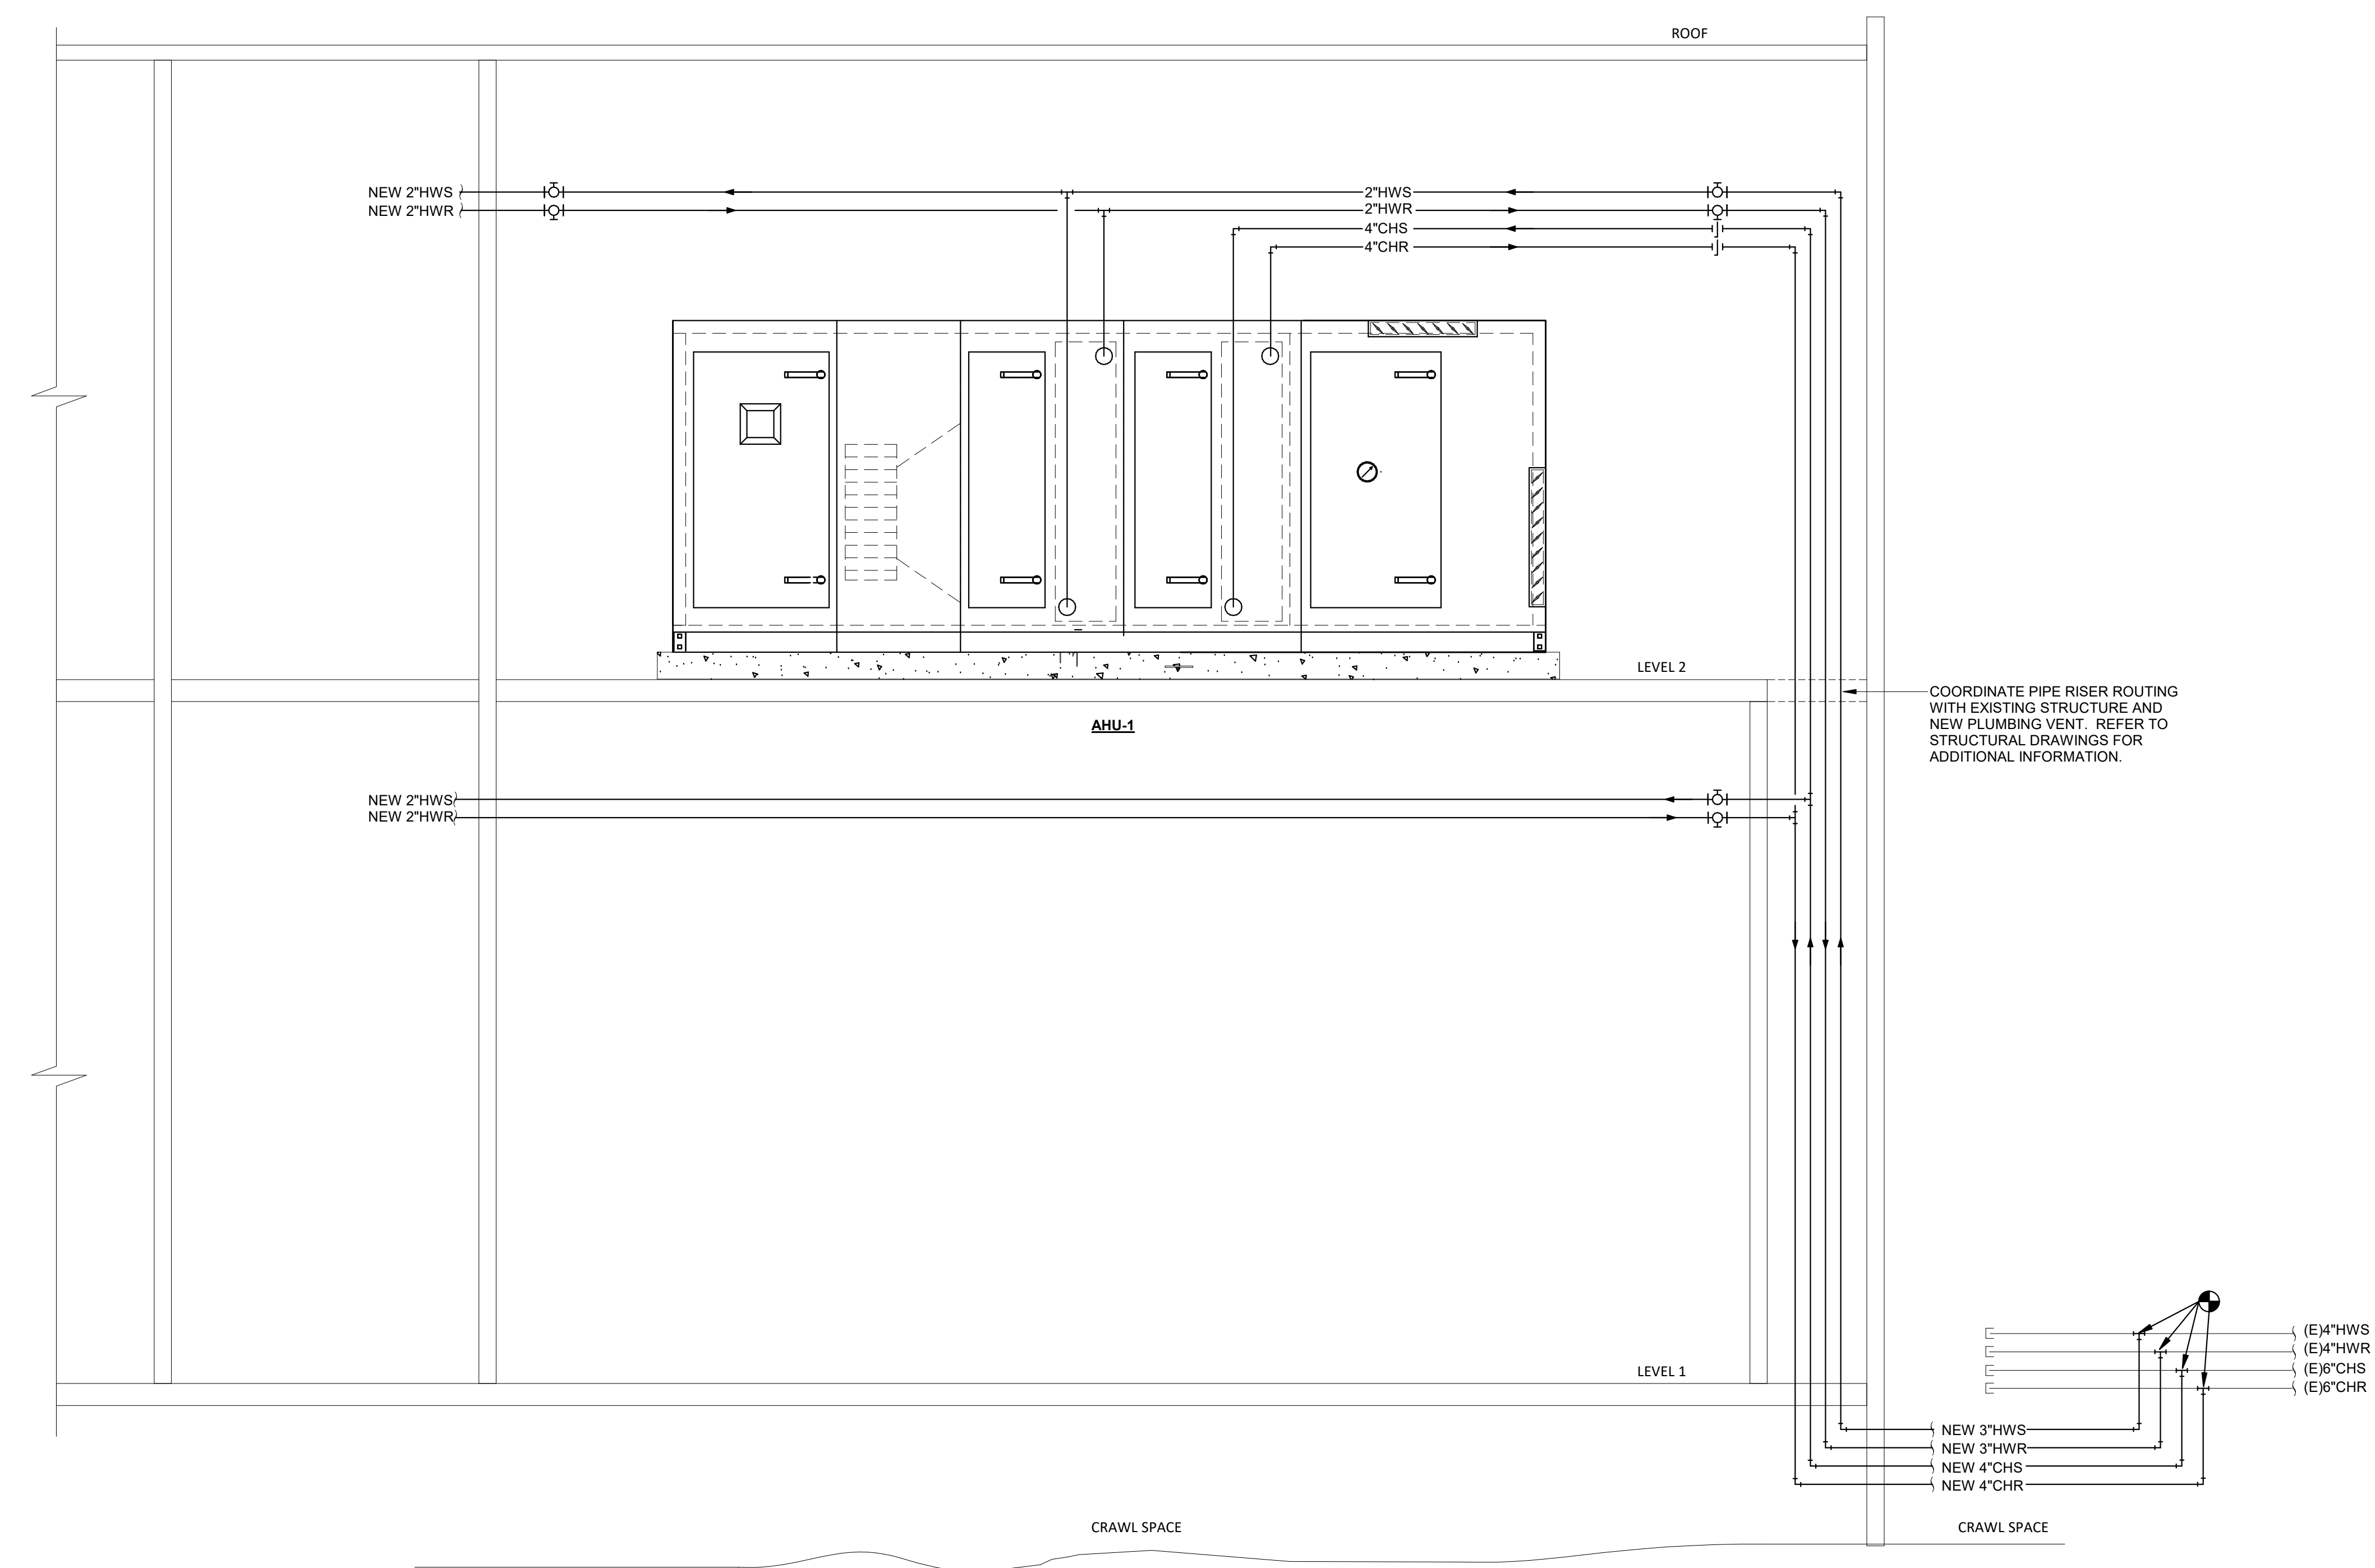 ROOF
NEW 2"HWS
NEW 2"HWR
2"HWS
2"HWR
4"CHS
4"CHR
LEVEL 2
COORDINATE PIPE RISER ROUTING
WITH EXISTING STRUCTURE AND
NEW PLUMBING VENT. REFER TO
STRUCTURAL DRAWINGS FOR
ADDITIONAL INFORMATION.
AHU-1
NEW 2"HWS
NEW 2"HWR
(E)4"HWS
(E)4"HWR
(E)6"CHS
(E)6"CHR
LEVEL 1
NEW 3"HWS
NEW 3"HWR
NEW 4"CHS
NEW 4"CHR
CRAWL SPACE
CRAWL SPACE